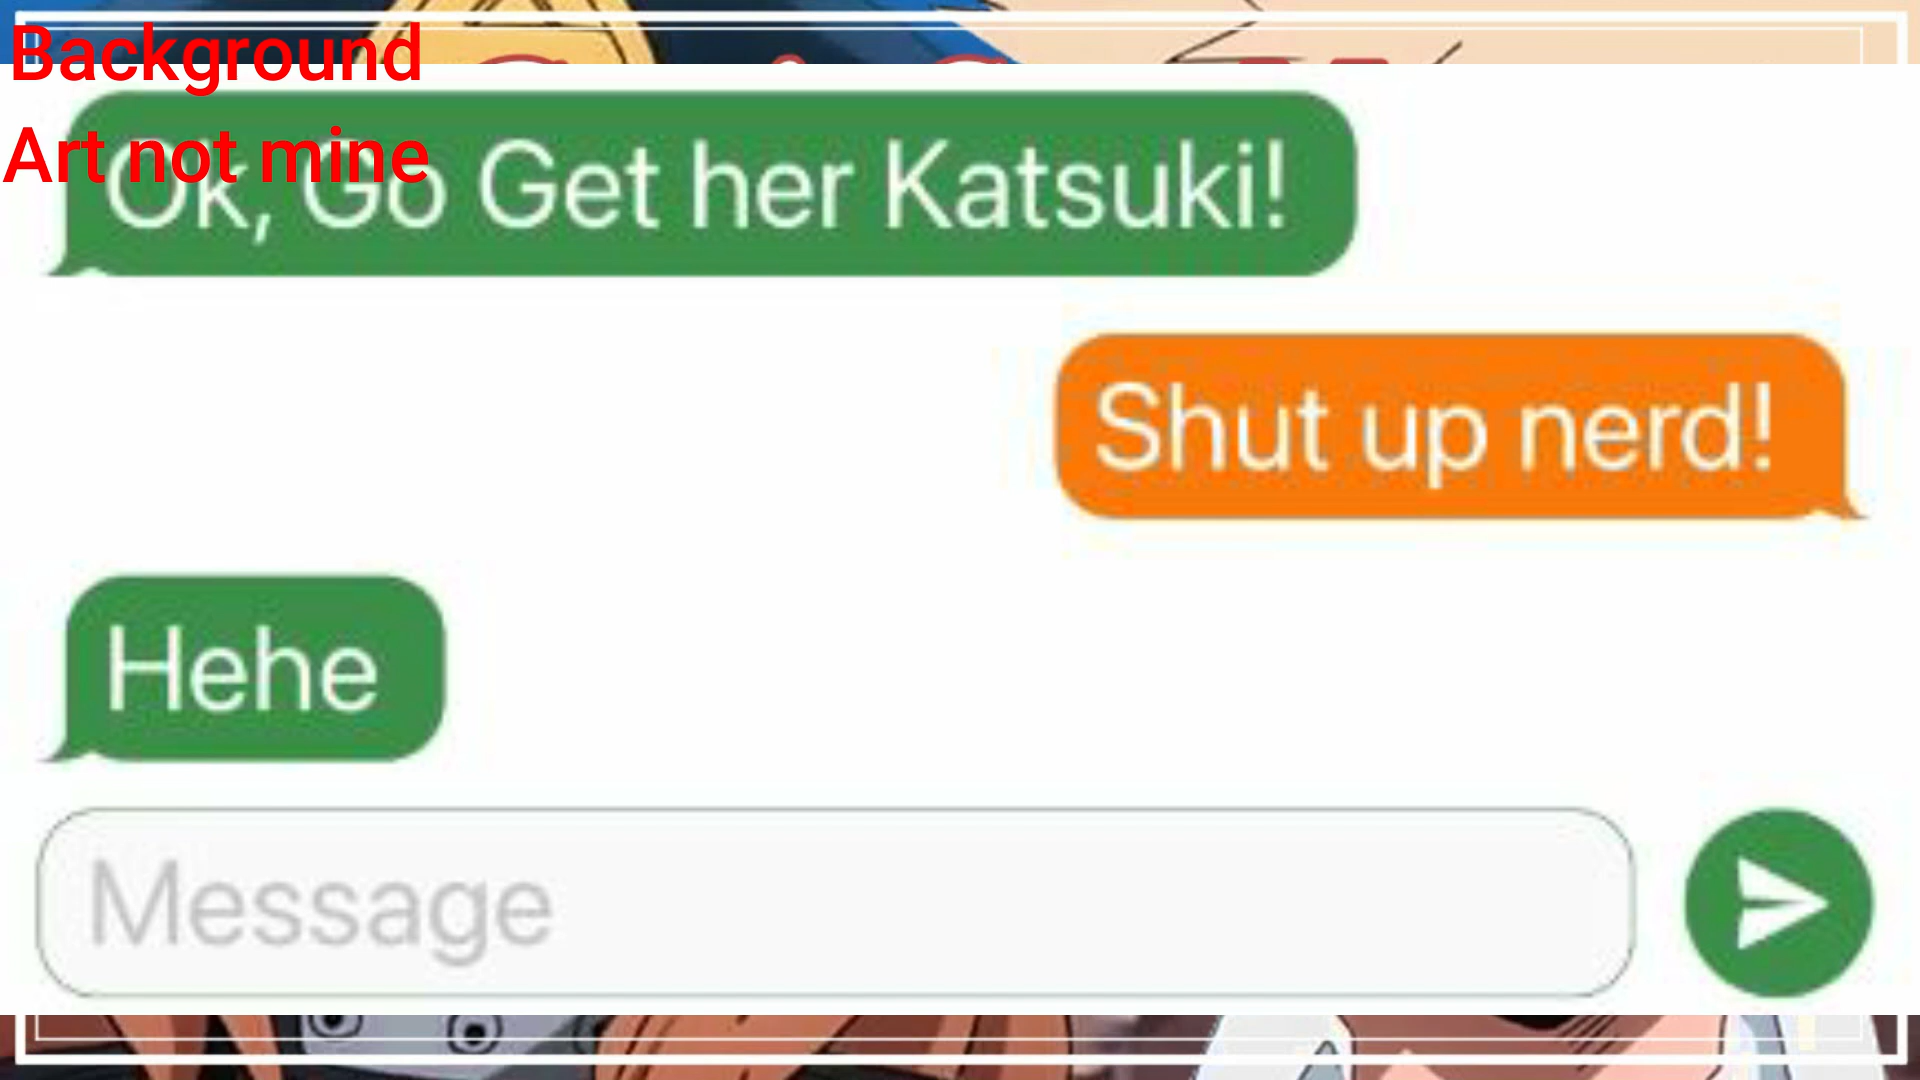 Background
Art not mine
Ok, Go Get her Katsuki!
Shut up nerd!
Hehe
Message